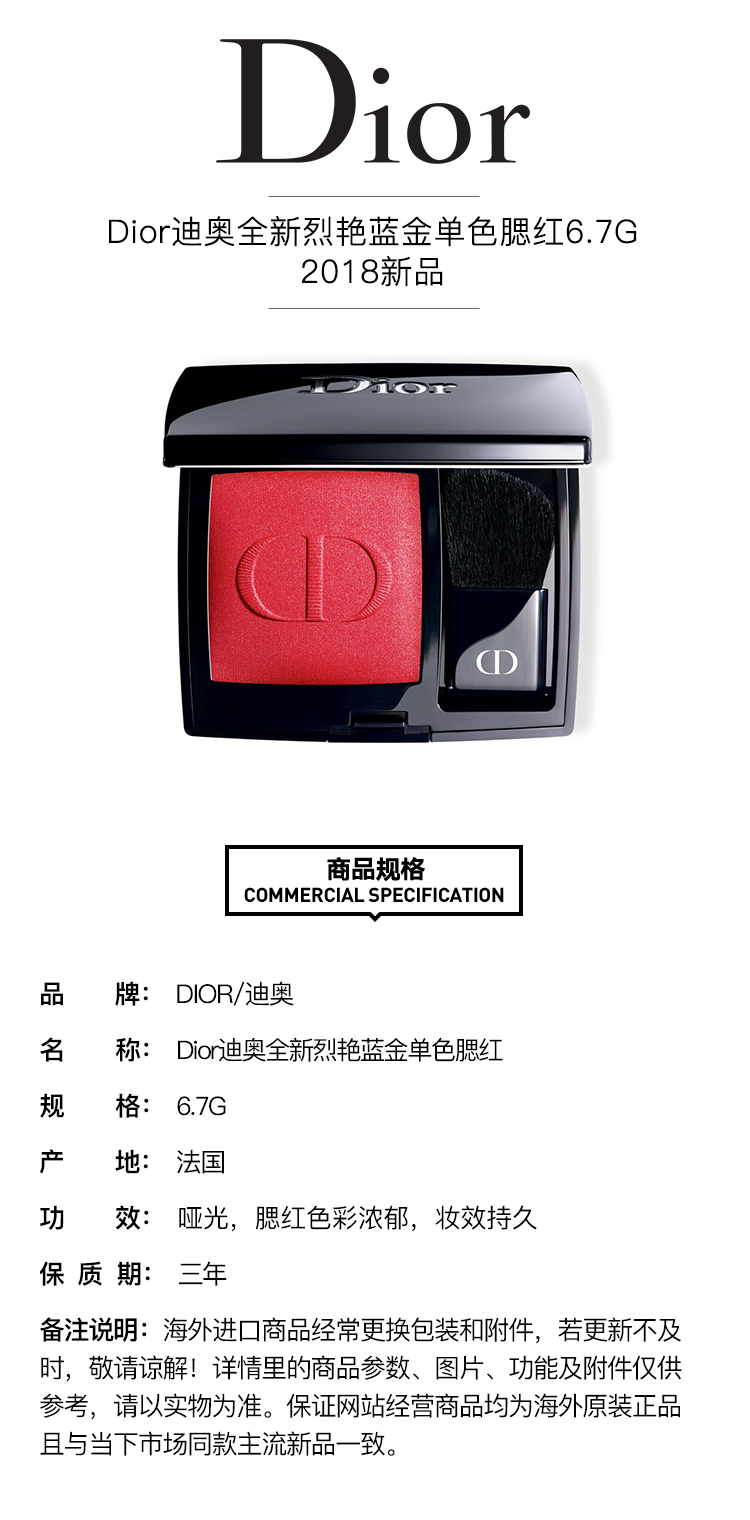 Dior
Dior迪奥全新烈艳蓝金单色腮红6.7G
2018新品
Dior
CD
CD
商品规格
COMMERCIAL SPECIFICATION
品 牌： DIOR/迪奥
名 称： Dior迪奥全新烈艳蓝金单色腮红
规 格： 6.7G
产 地： 法国
功 效： 哑光，腮红色彩浓郁，妆效持久
保 质 期： 三年
备注说明：海外进口商品经常更换包装和附件，若更新不及
时，敬请谅解！详情里的商品参数、图片、功能及附件仅供
参考，请以实物为准。保证网站经营商品均为海外原装正品
且与当下市场同款主流新品一致。